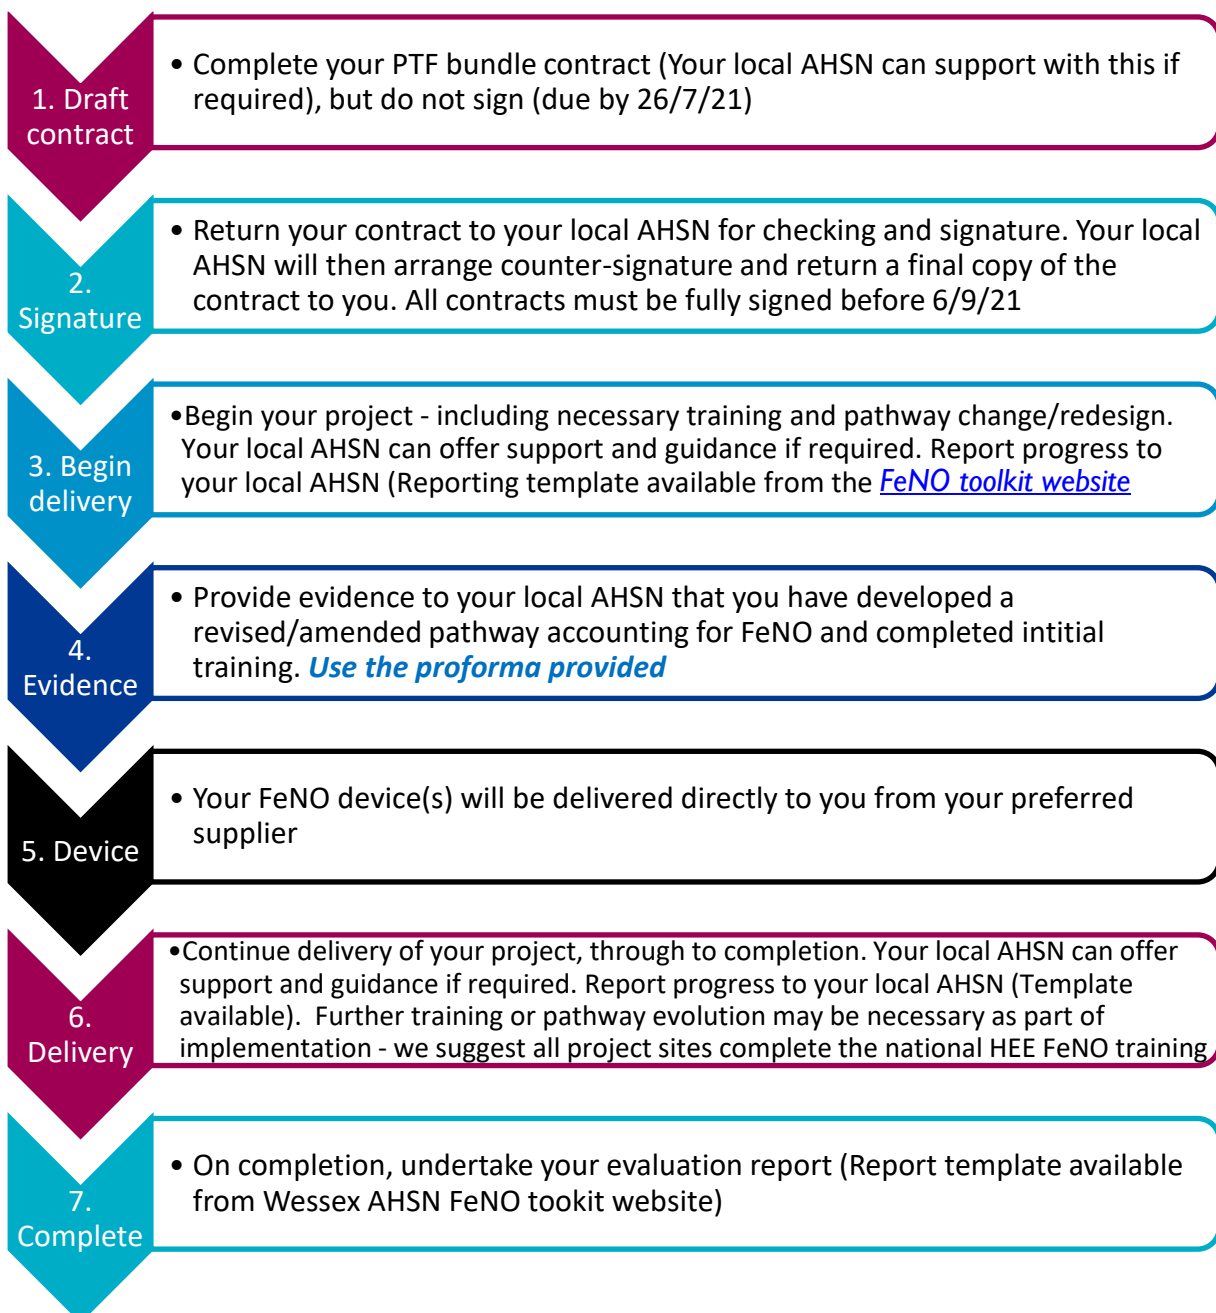 1. Draft
contract
• Complete your PTF bundle contract (Your local AHSN can support with this if
required), but do not sign (due by 26/7/21)
2.
Signature
• Return your contract to your local AHSN for checking and signature. Your local
AHSN will then arrange counter-signature and return a final copy of the
contract to you. All contracts must be fully signed before 6/9/21
3. Begin
delivery
•Begin your project - including necessary training and pathway change/redesign.
Your local AHSN can offer support and guidance if required. Report progress to
your local AHSN (Reporting template available from the FeNO toolkit website
4.
Evidence
• Provide evidence to your local AHSN that you have developed a
revised/amended pathway accounting for FeNO and completed intitial
training. Use the proforma provided
5. Device
• Your FeNO device(s) will be delivered directly to you from your preferred
supplier
6.
Delivery
•Continue delivery of your project, through to completion. Your local AHSN can offer
support and guidance if required. Report progress to your local AHSN (Template
available). Further training or pathway evolution may be necessary as part of
implementation - we suggest all project sites complete the national HEE FeNO training
7.
Complete
• On completion, undertake your evaluation report (Report template available
from Wessex AHSN FeNO tookit website)